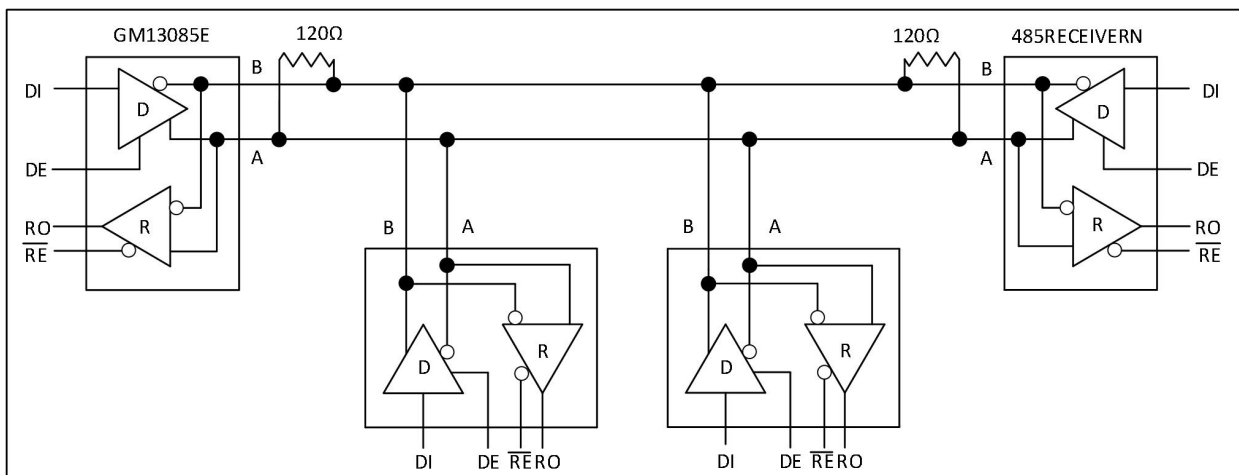 GM13085E
120Ω
120Ω
485RECEIVERN
B
B
DI
D
D
DI
DE
A
A
DE
RO
R
B
A
B
A
R
RO
RE
RE
D
R
D
R
DI
DE
RE
RO
DI
DE
RE
RO